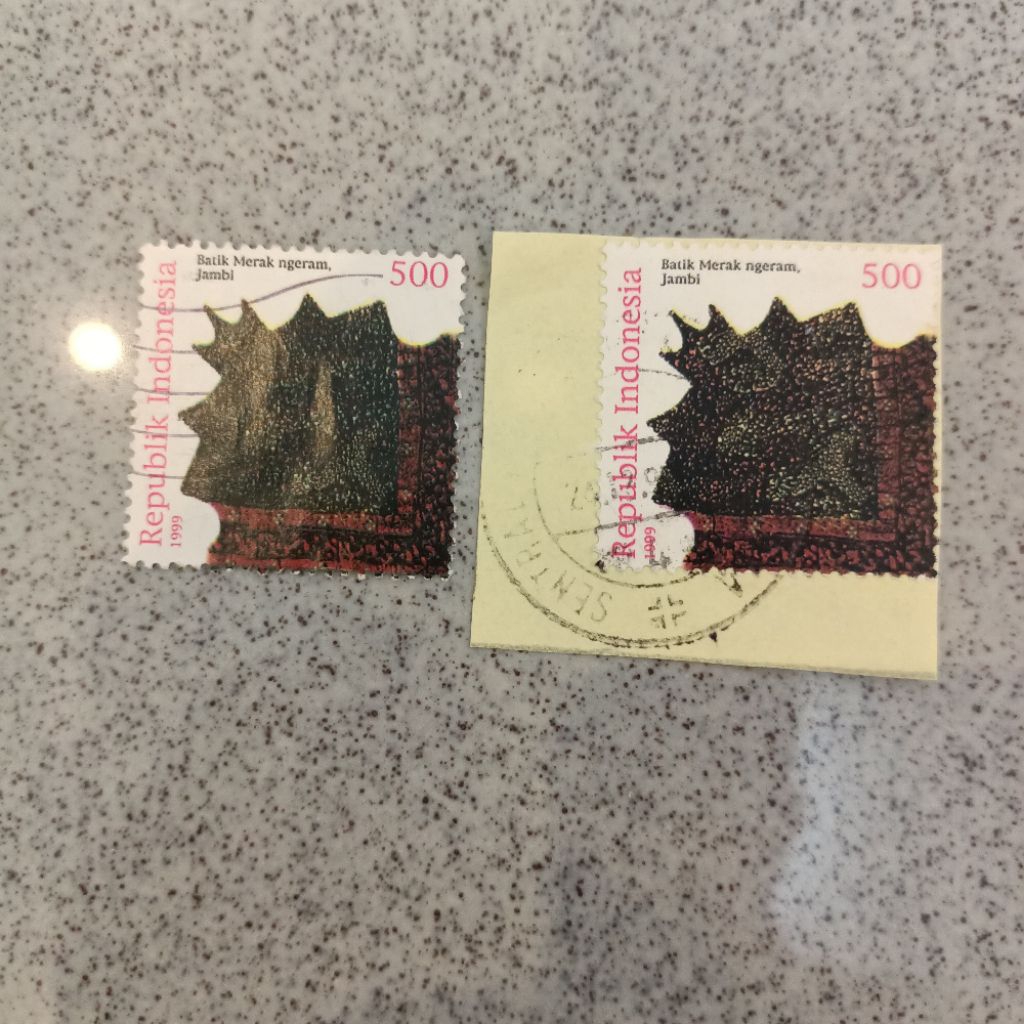 Batik Merak ngeram,
Jambi
500
Republik Indonesia
1999
Batik Merak ngeram,
Jambi
500
Republik Indonesia
1999
SENTRAL